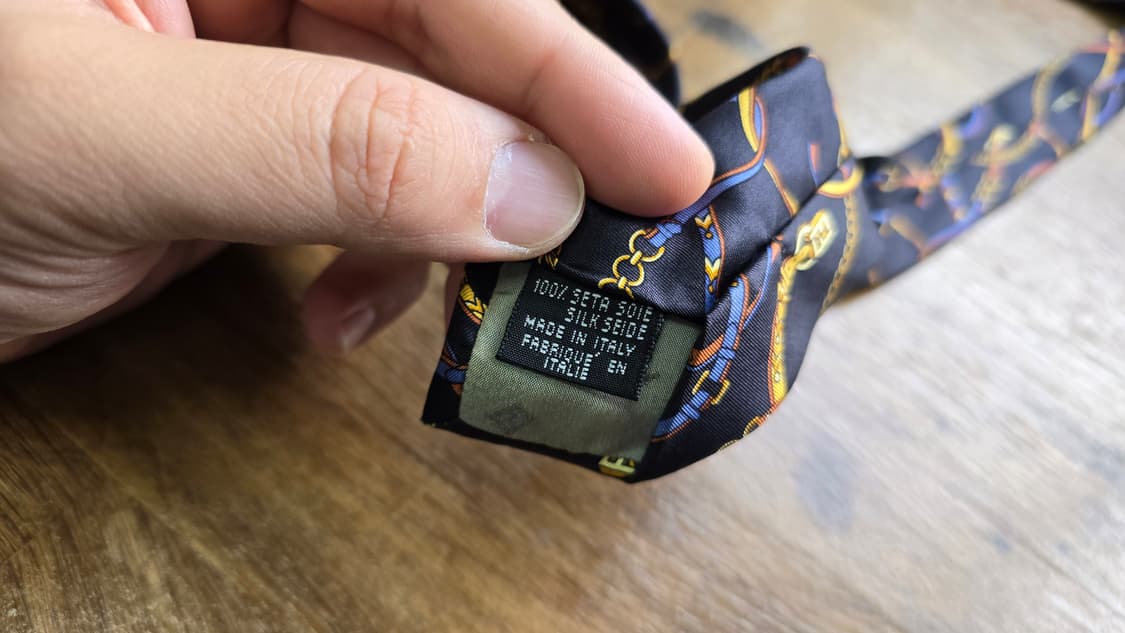 100% SETA SOIE
SILK SEIDE
MADE IN ITALY
FABRIQUÉ EN
ITALIE